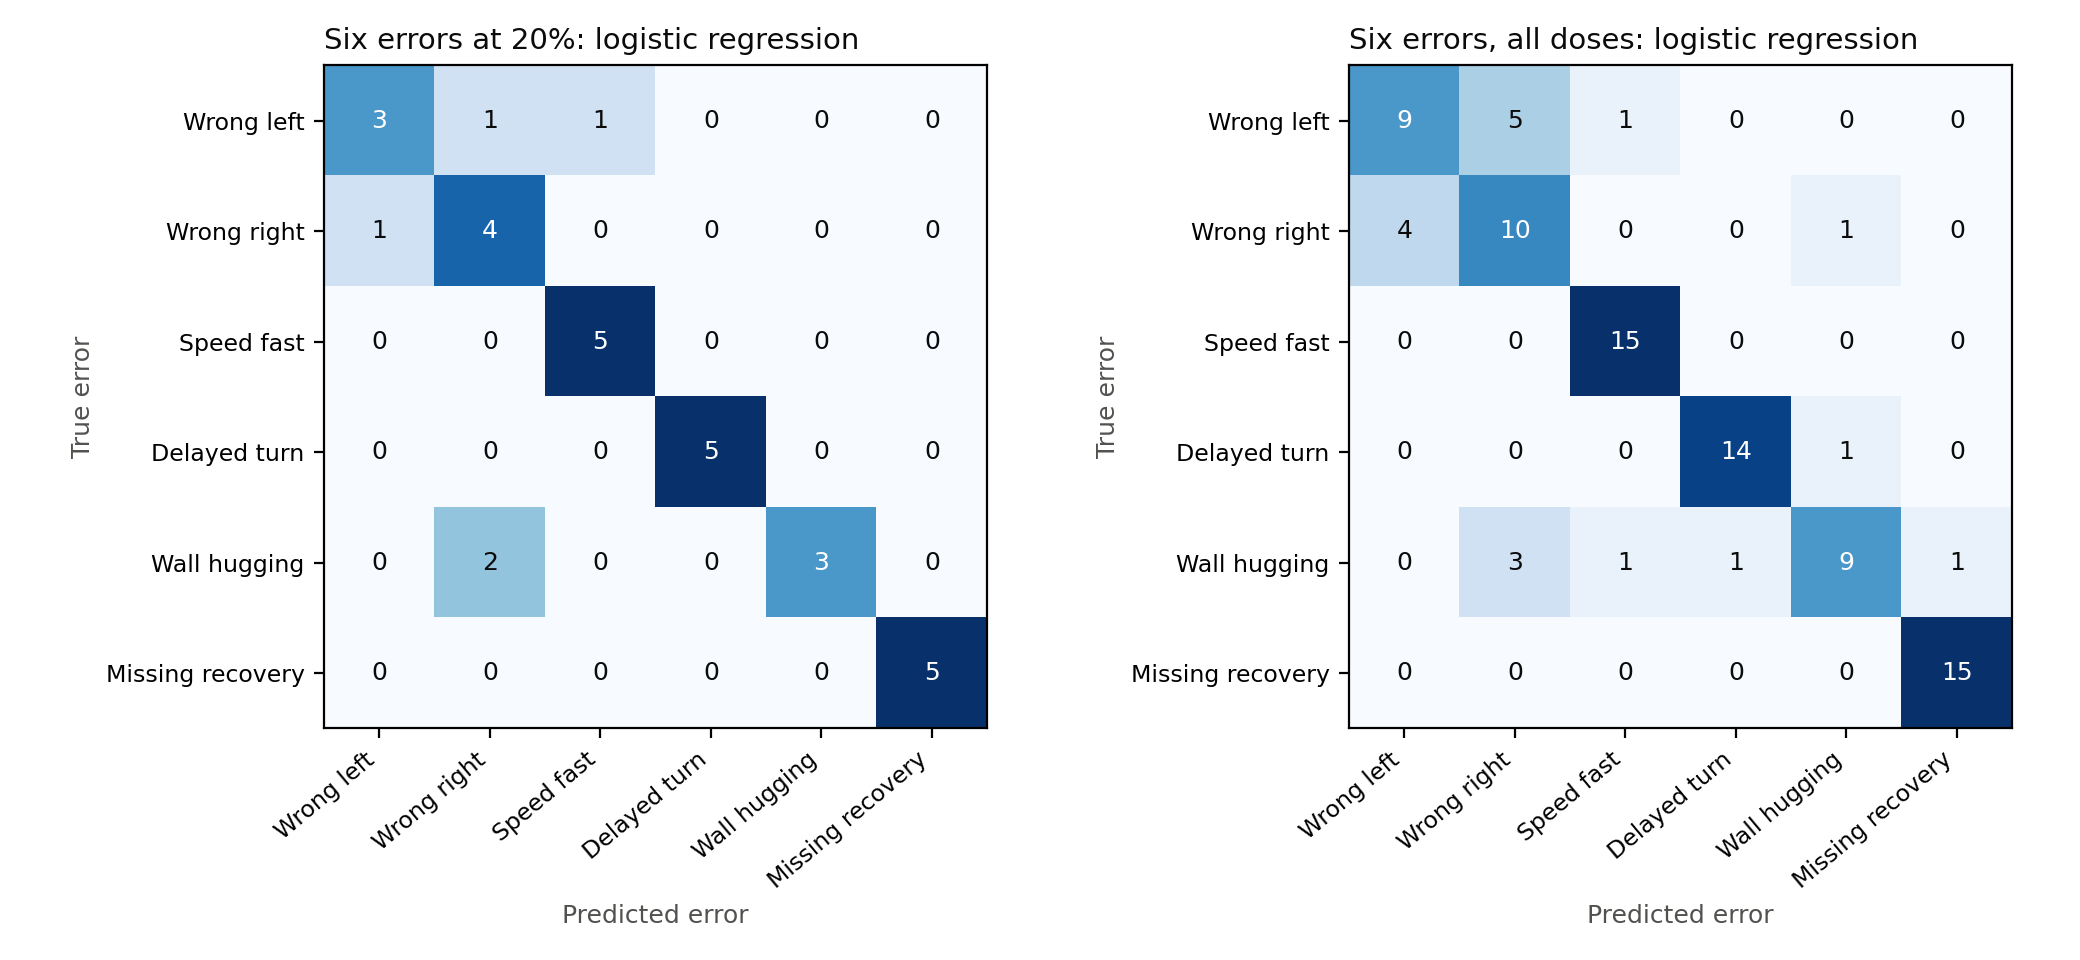 Six errors at 20%: logistic regression
Wrong left 3 1 1 0 0 0
Wrong right 1 4 0 0 0 0
Speed fast 0 0 5 0 0 0
Delayed turn 0 0 0 5 0 0
Wall hugging 0 2 0 0 3 0
Missing recovery 0 0 0 0 0 5
True error
Wrong left
Wrong right
Speed fast
Delayed turn
Wall hugging
Missing recovery
Predicted error
Six errors, all doses: logistic regression
Wrong left 9 5 1 0 0 0
Wrong right 4 10 0 0 1 0
Speed fast 0 0 15 0 0 0
Delayed turn 0 0 0 14 1 0
Wall hugging 0 3 1 1 9 1
Missing recovery 0 0 0 0 0 15
True error
Wrong left
Wrong right
Speed fast
Delayed turn
Wall hugging
Missing recovery
Predicted error